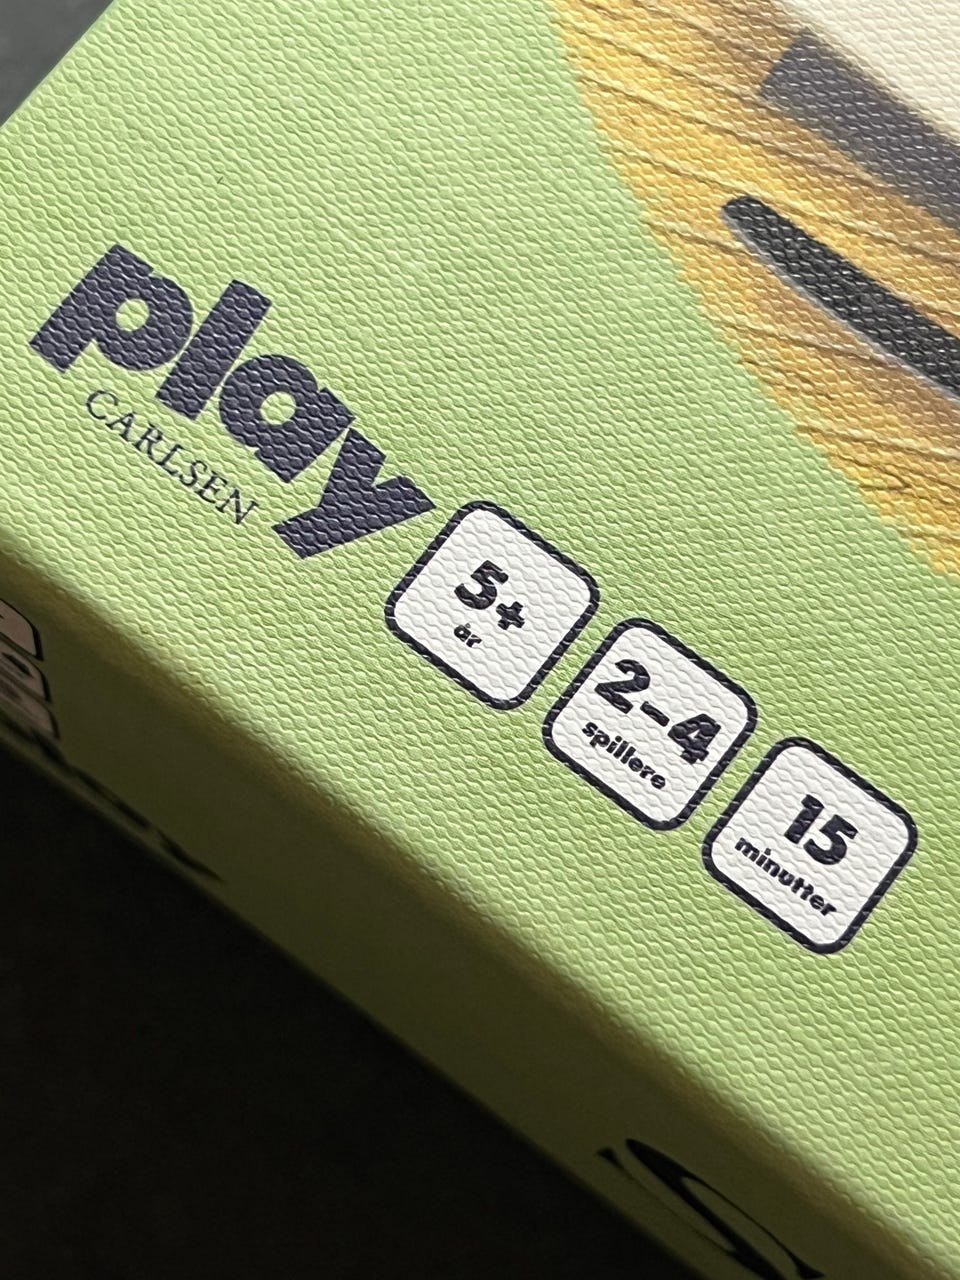 play
CARLSEN
5+
år
2-4
spillere
15
minutter